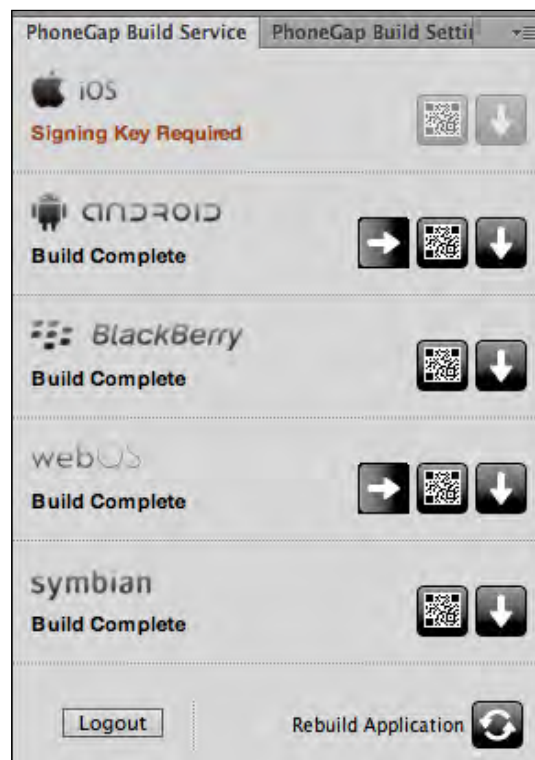 PhoneGap Build Service PhoneGap Build Settin
iOS
Signing Key Required
android
Build Complete
BlackBerry
Build Complete
webOS
Build Complete
symbian
Build Complete
Logout Rebuild Application